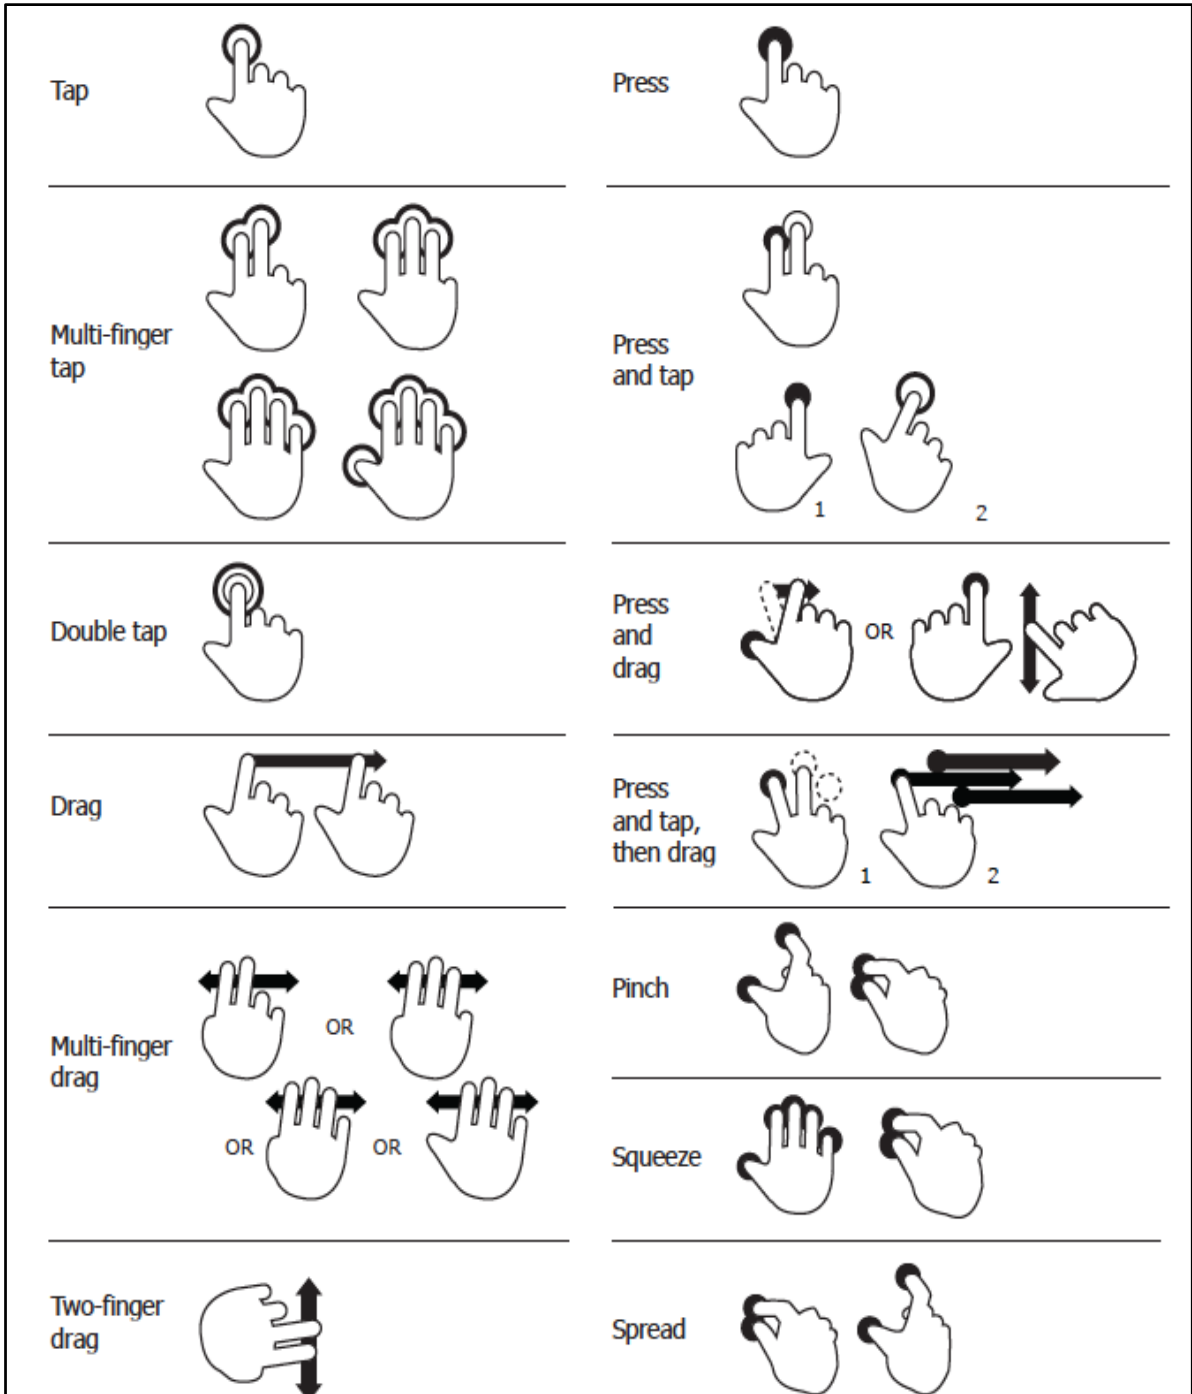 Tap
Press
Multi-finger
tap
Press
and tap
1
2
Double tap
Press
and
drag
OR
Drag
Press
and tap,
then drag
1
2
Multi-finger
drag
OR
OR
OR
Pinch
Squeeze
Two-finger
drag
Spread